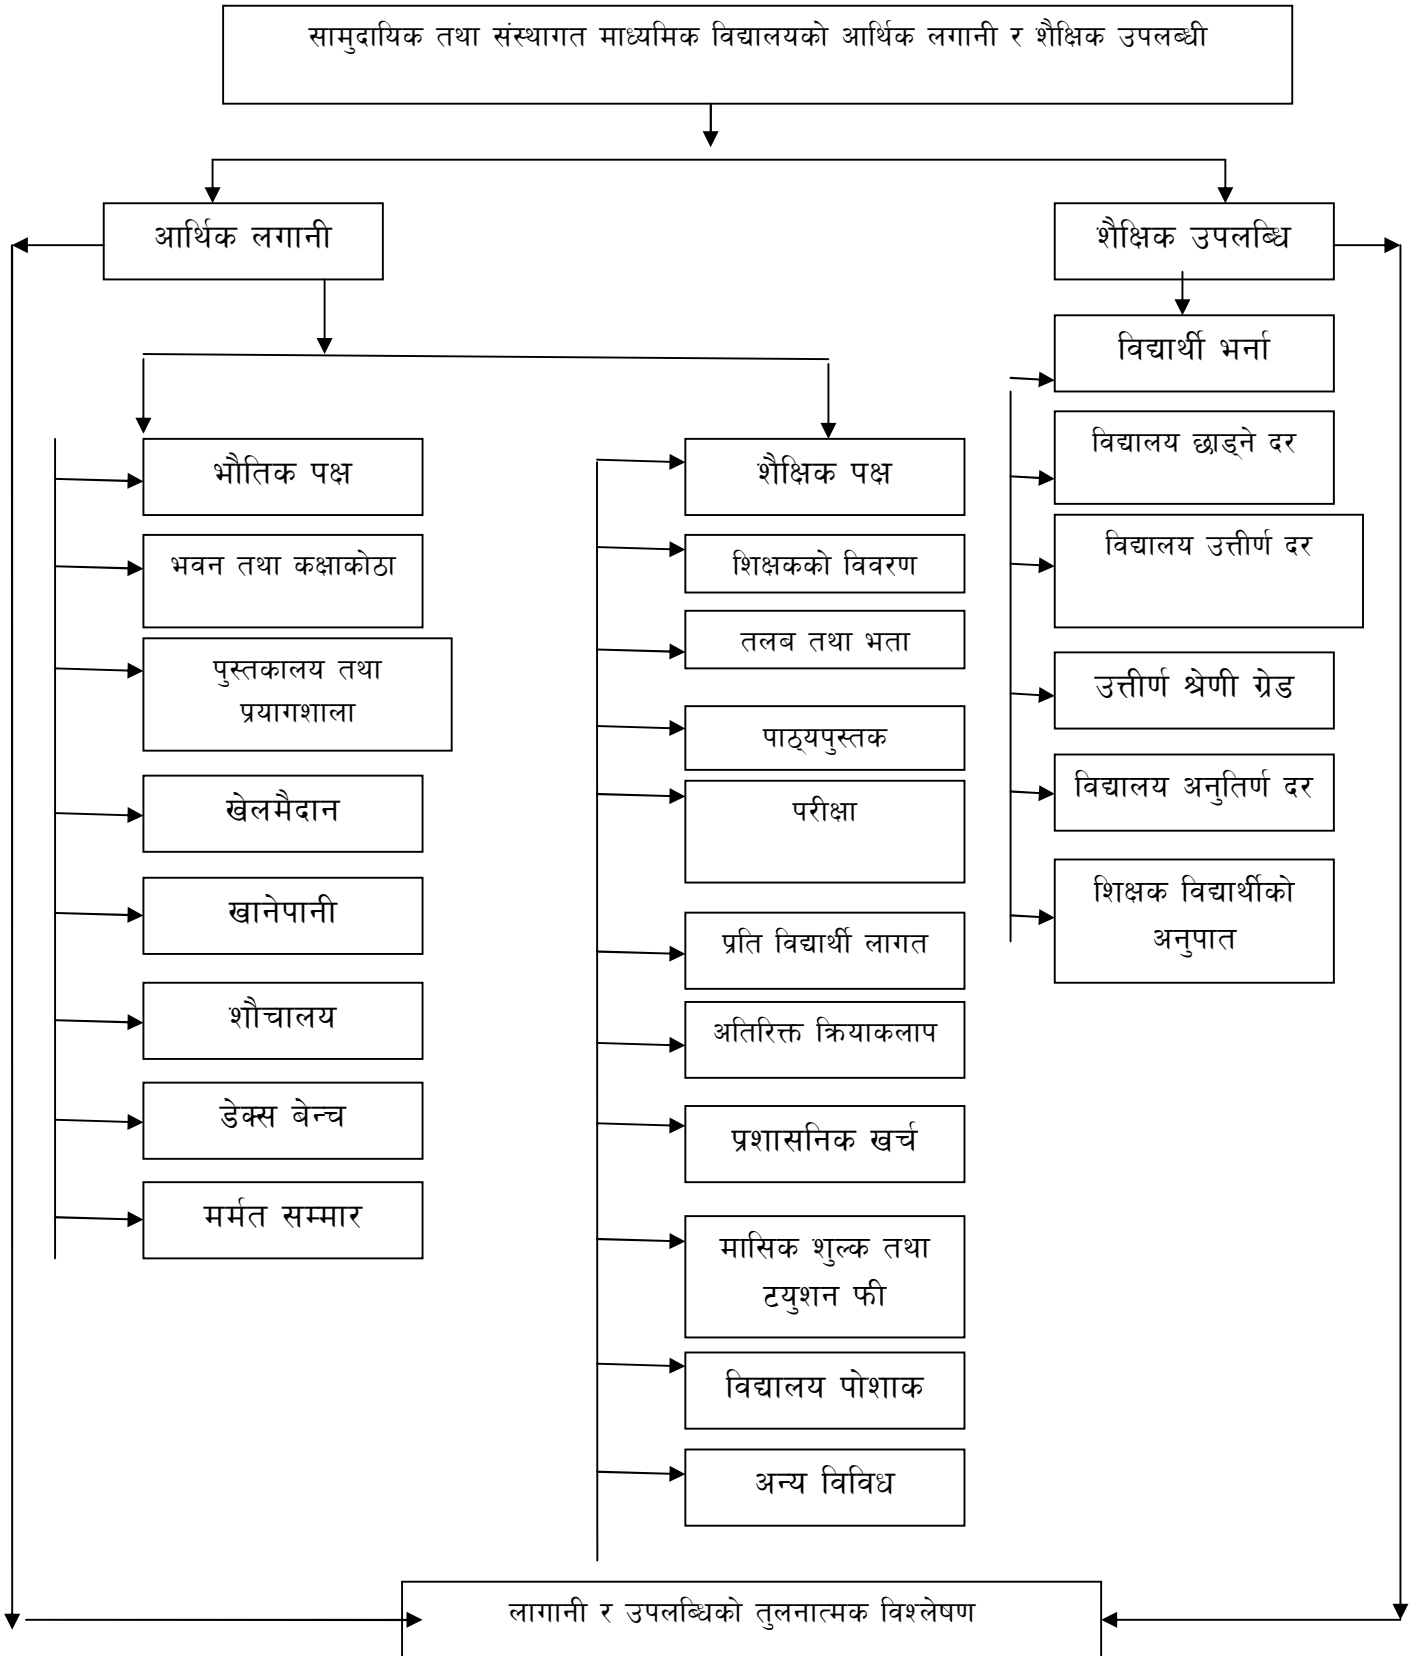 सामुदायिक तथा संस्थागत माध्यमिक विद्यालयको आर्थिक लगानी र शैक्षिक उपलब्धी
आर्थिक लगानी
शैक्षिक उपलब्धि
भौतिक पक्ष
भवन तथा कक्षाकोठा
पुस्तकालय तथा
प्रयागशाला
खेलमैदान
खानेपानी
शौचालय
डेक्स बेन्च
मर्मत सम्मार
शैक्षिक पक्ष
शिक्षकको विवरण
तलब तथा भता
पाठ्यपुस्तक
परीक्षा
प्रति विद्यार्थी लागत
अतिरिक्त क्रियाकलाप
प्रशासनिक खर्च
मासिक शुल्क तथा
टयुशन फी
विद्यालय पोशाक
अन्य विविध
विद्यार्थी भर्ना
विद्यालय छाड्ने दर
विद्यालय उत्तीर्ण दर
उत्तीर्ण श्रेणी ग्रेड
विद्यालय अनुतिर्ण दर
शिक्षक विद्यार्थीको
अनुपात
लागानी र उपलब्धिको तुलनात्मक विश्लेषण